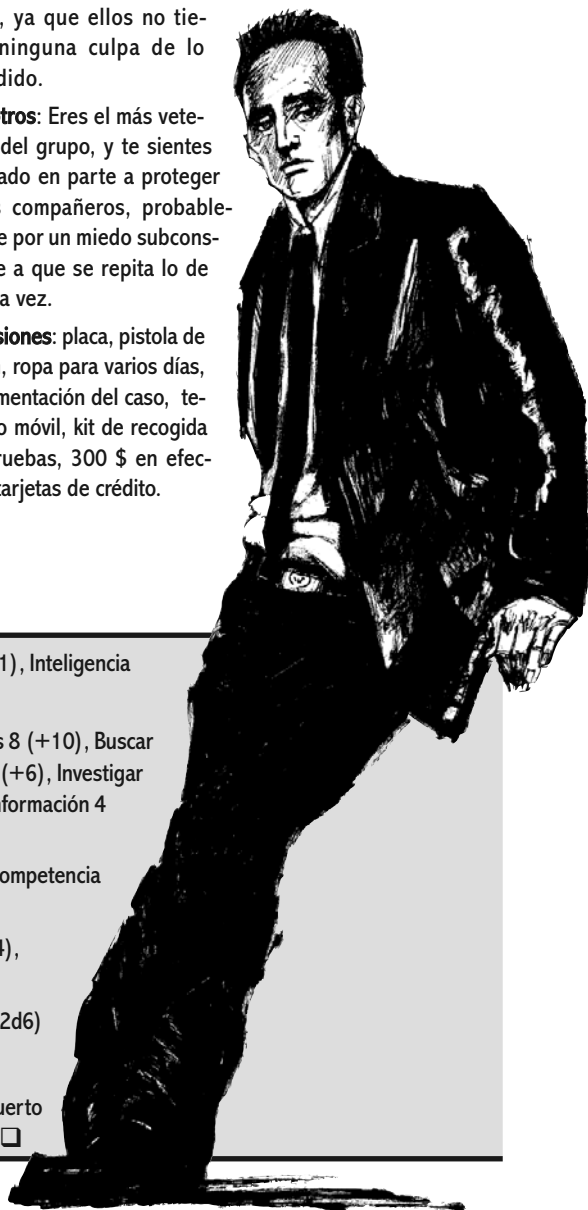 , ya que ellos no tie-
ninguna culpa de lo
dido.
tros: Eres el más vete-
del grupo, y te sientes
ado en parte a proteger
s compañeros, probable-
e por un miedo subcons-
e a que se repita lo de
a vez.
siones: placa, pistola de
, ropa para varios días,
mentación del caso, te-
o móvil, kit de recogida
ruebas, 300 $ en efec-
tarjetas de crédito.
1), Inteligencia
s 8 (+10), Buscar
(+6), Investigar
nformación 4
ompetencia
4),
2d6)
uerto
❑